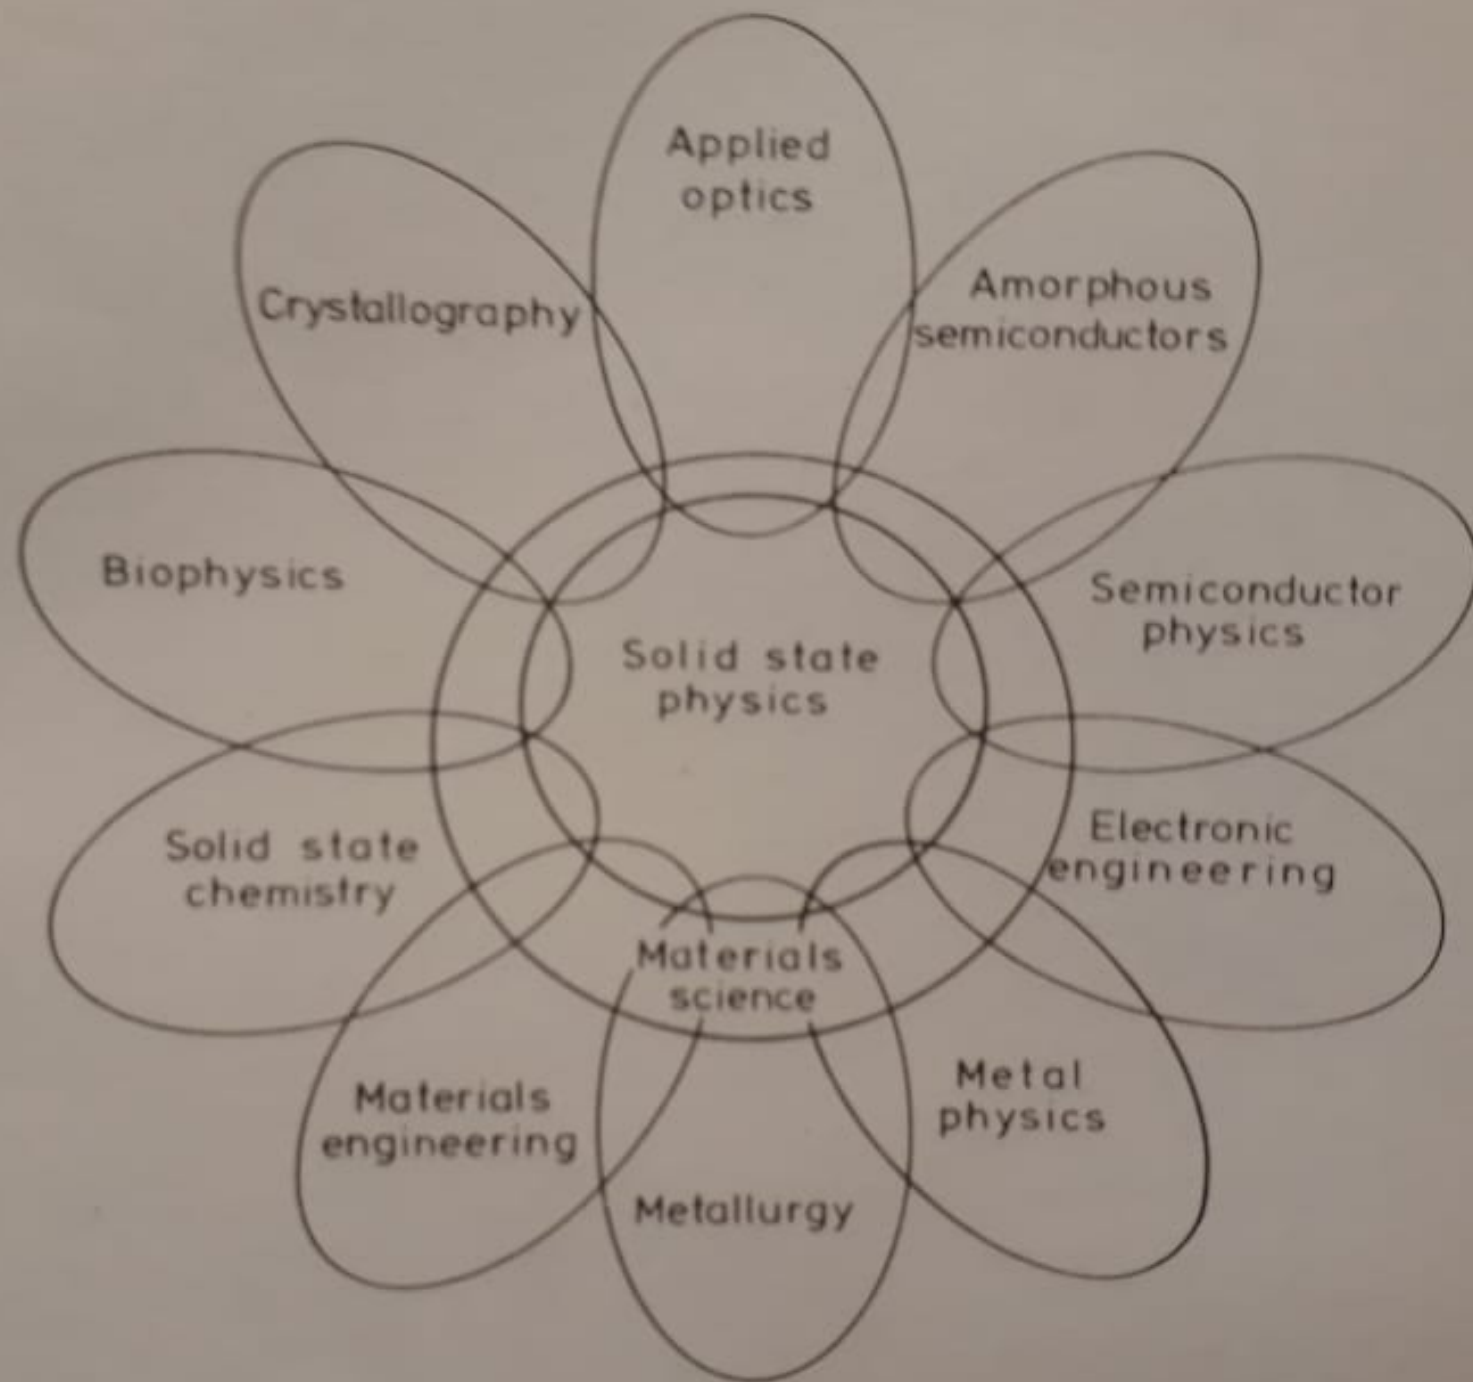 Applied
optics
Crystallography
Amorphous
semiconductors
Biophysics
Semiconductor
physics
Solid state
physics
Solid state
chemistry
Electronic
engineering
Materials
science
Materials
engineering
Metal
physics
Metallurgy